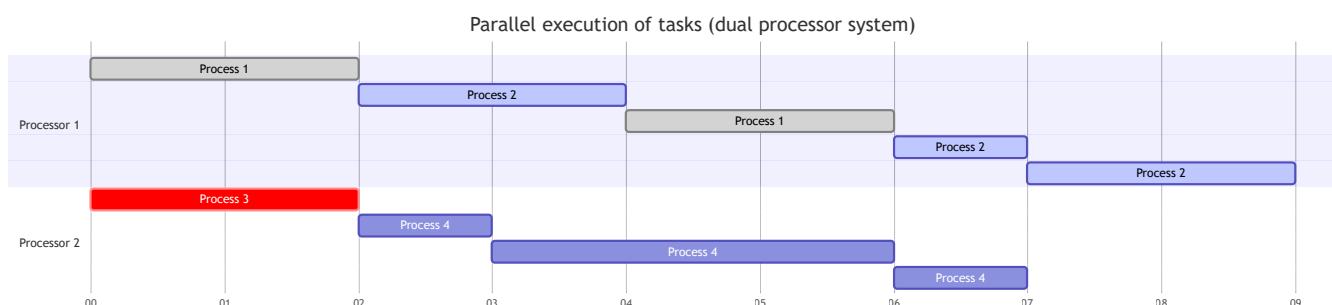 Parallel execution of tasks (dual processor system)
Process 1
Process 2
Processor 1
Process 1
Process 2
Process 2
Process 3
Process 4
Processor 2
Process 4
Process 4
00 01 02 03 04 05 06 07 08 09